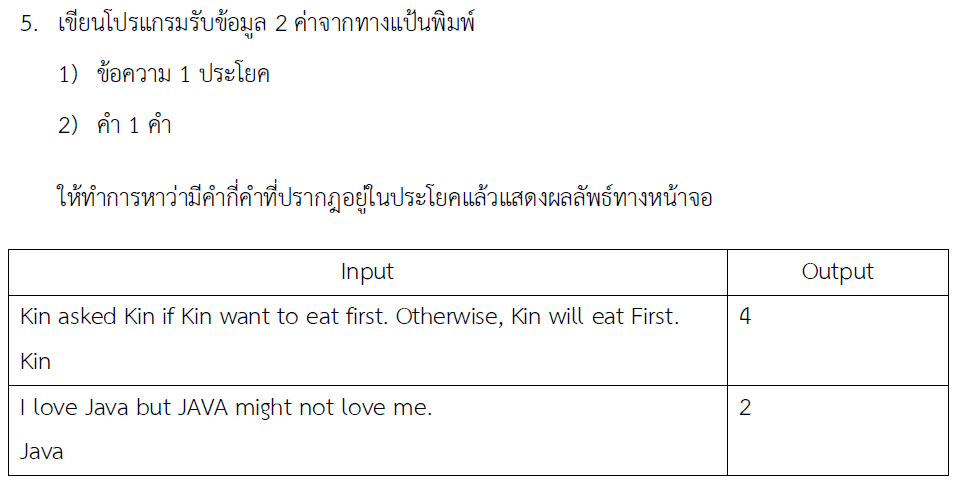 5. เขียนโปรแกรมรับข้อมูล 2 ค่าจากทางแป้นพิมพ์
1) ข้อความ 1 ประโยค
2) คำ 1 คำ
ให้ทำการหาว่ามีคำกี่คำที่ปรากฎอยู่ในประโยคแล้วแสดงผลลัพธ์ทางหน้าจอ
Input Output
Kin asked Kin if Kin want to eat first. Otherwise, Kin will eat First. 4
Kin
I love Java but JAVA might not love me. 2
Java